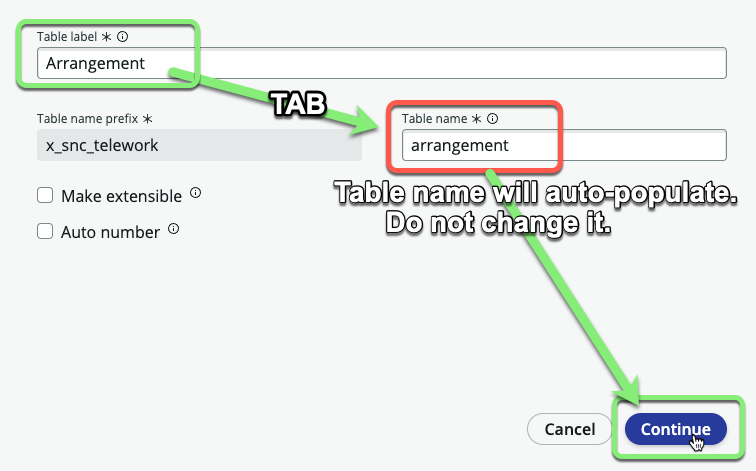 Table label * ⓘ
Arrangement
TAB
Table name prefix *
x_snc_telework
Table name * ⓘ
arrangement
Make extensible ⓘ
Auto number ⓘ
Table name will auto-populate.
Do not change it.
Cancel
Continue